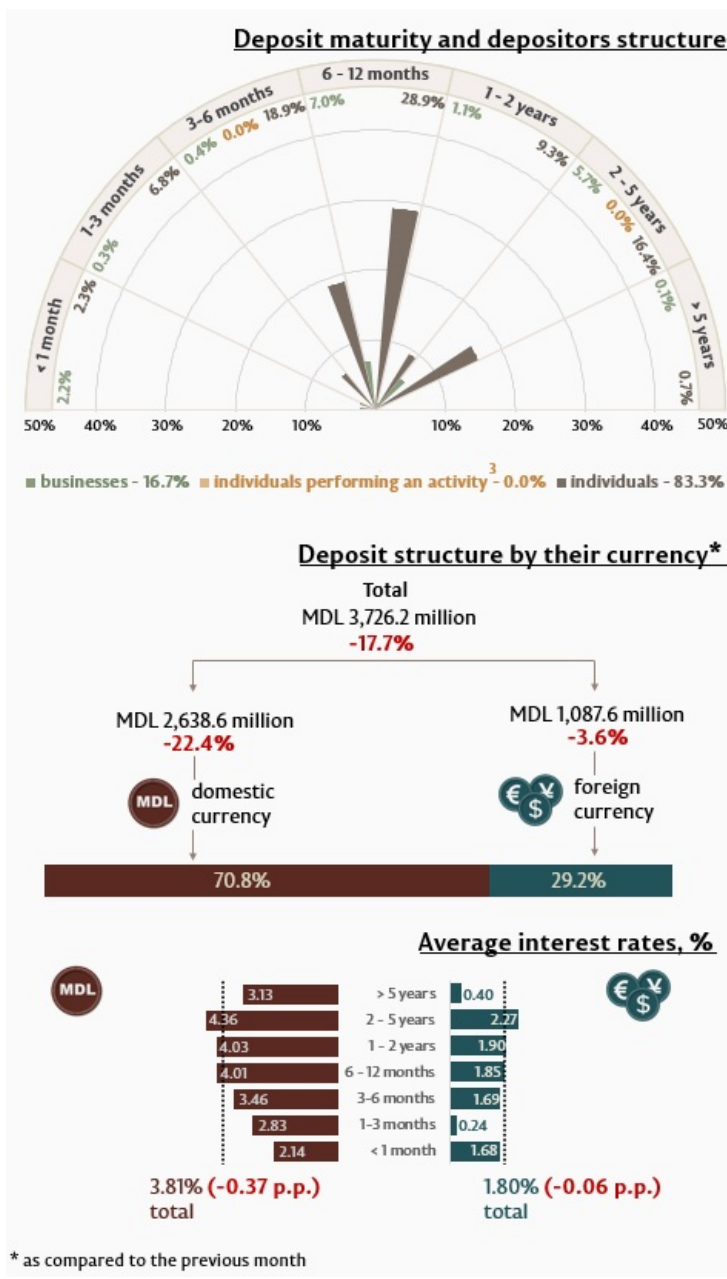 Deposit maturity and depositors structure
< 1 month
1-3 months
3-6 months
6 - 12 months
1 - 2 years
2 - 5 years
> 5 years
2.2%
2.3%
0.3%
6.8%
0.4%
0.0%
18.9%
7.0%
28.9%
1.1%
9.3%
5.7%
0.0%
16.4%
0.1%
0.7%
50% 40% 30% 20% 10% 10% 20% 30% 40% 50%
businesses - 16.7% individuals performing an activity 3 - 0.0% individuals - 83.3%
Deposit structure by their currency*
Total
MDL 3,726.2 million
-17.7%
MDL 2,638.6 million MDL 1,087.6 million
-22.4% -3.6%
MDL domestic currency
€ ¥ $ foreign currency
70.8% 29.2%
Average interest rates, %
MDL € ¥ $
3.13 > 5 years 0.40
4.36 2 - 5 years 2.27
4.03 1 - 2 years 1.90
4.01 6 - 12 months 1.85
3.46 3-6 months 1.69
2.83 1-3 months 0.24
2.14 < 1 month 1.68
3.81% (-0.37 p.p.) 1.80% (-0.06 p.p.)
total total
* as compared to the previous month